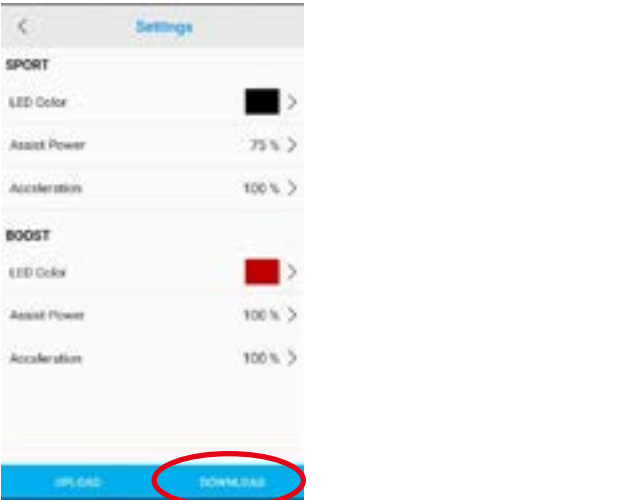 Settings
SPORT
LED Color
Assist Power 75 %
Acceleration 100 %
BOOST
LED Color
Assist Power 100 %
Acceleration 100 %
UPLOAD DOWNLOAD